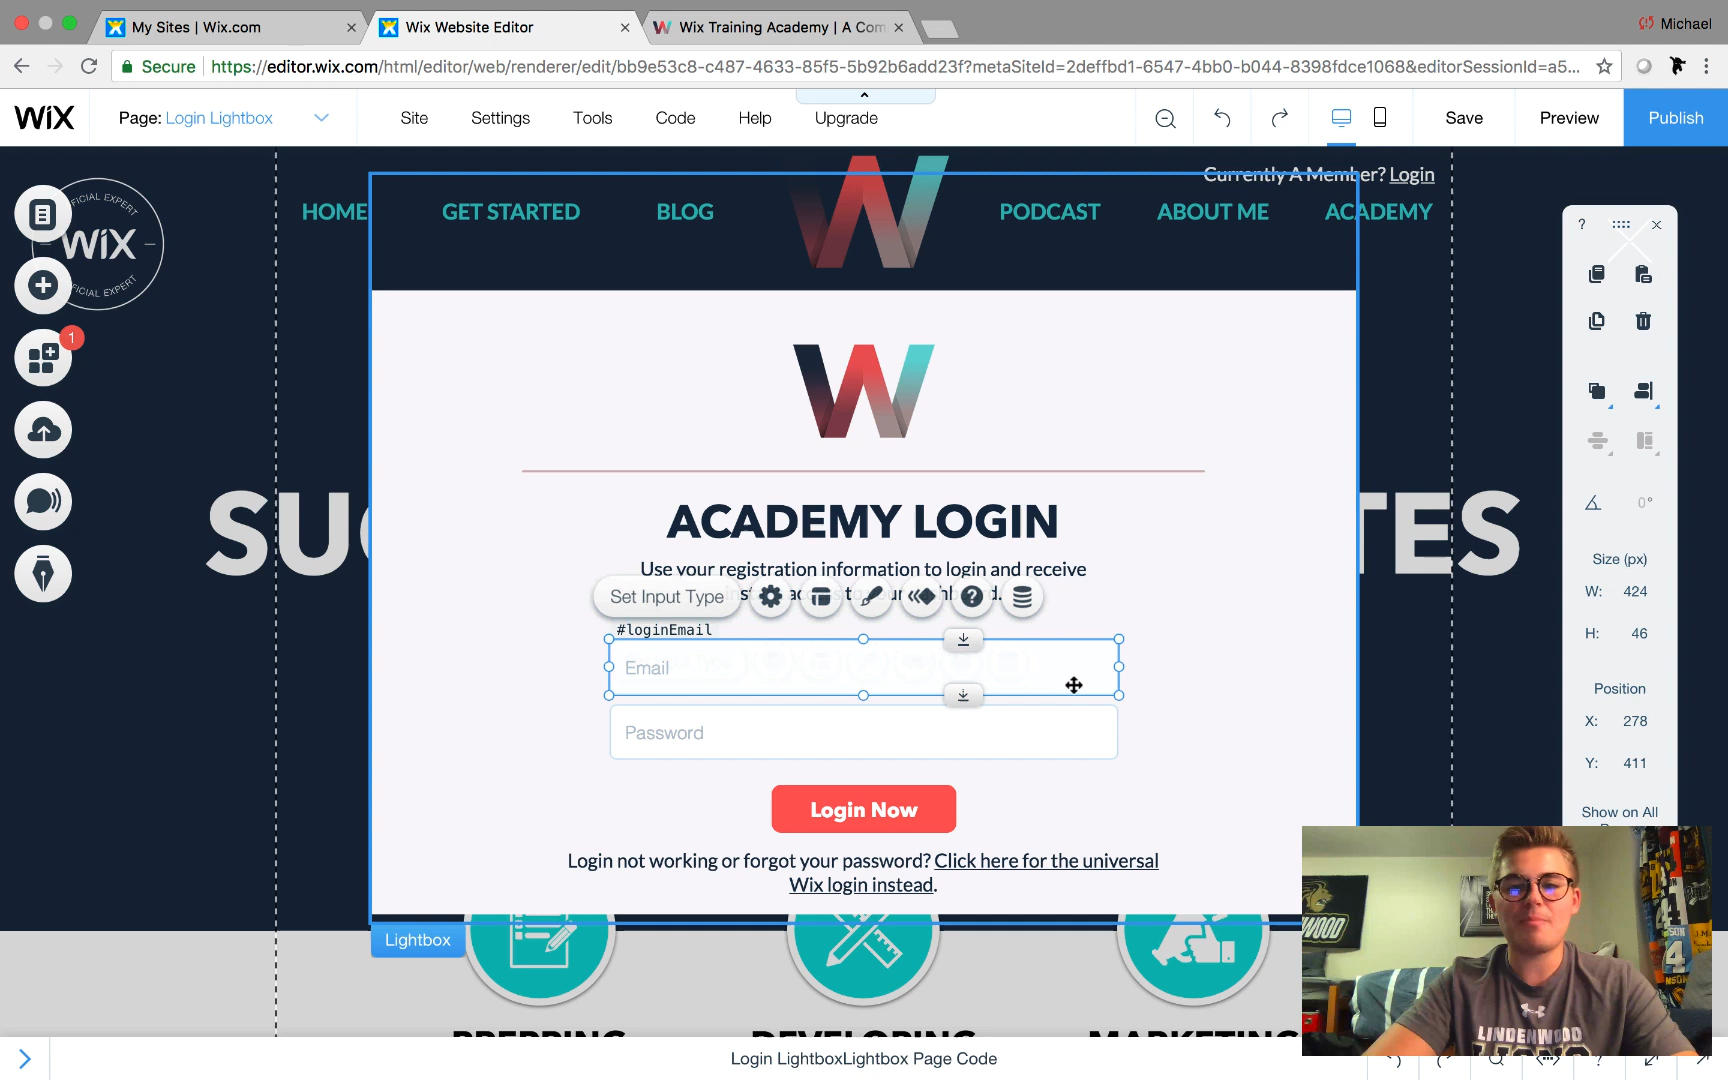 My Sites | Wix.com
Wix Website Editor
Wix Training Academy | A Com
Michael
Secure
https://editor.wix.com/html/editor/web/renderer/edit/bb9e53c8-c487-4633-85f5-5b92b6add23f?metaSiteId=2deffbd1-6547-4bb0-b044-8398fdce1068&editorSessionId=a5...
WiX
Page: Login Lightbox
Site
Settings
Tools
Code
Help
Upgrade
Save
Preview
Publish
Currently A Member? Login
HOME
GET STARTED
BLOG
PODCAST
ABOUT ME
ACADEMY
WiX
1
?
ACADEMY LOGIN
Use your registration information to login and receive
Set Input Type
#loginEmail
Email
Password
Login Now
Login not working or forgot your password? Click here for the universal
Wix login instead.
0°
Size (px)
W: 424
H: 46
Position
X: 278
Y: 411
Show on All
Lightbox
PREPPING
DEVELOPING
MARKETING
LINDENWOOD
Login LightboxLightbox Page Code